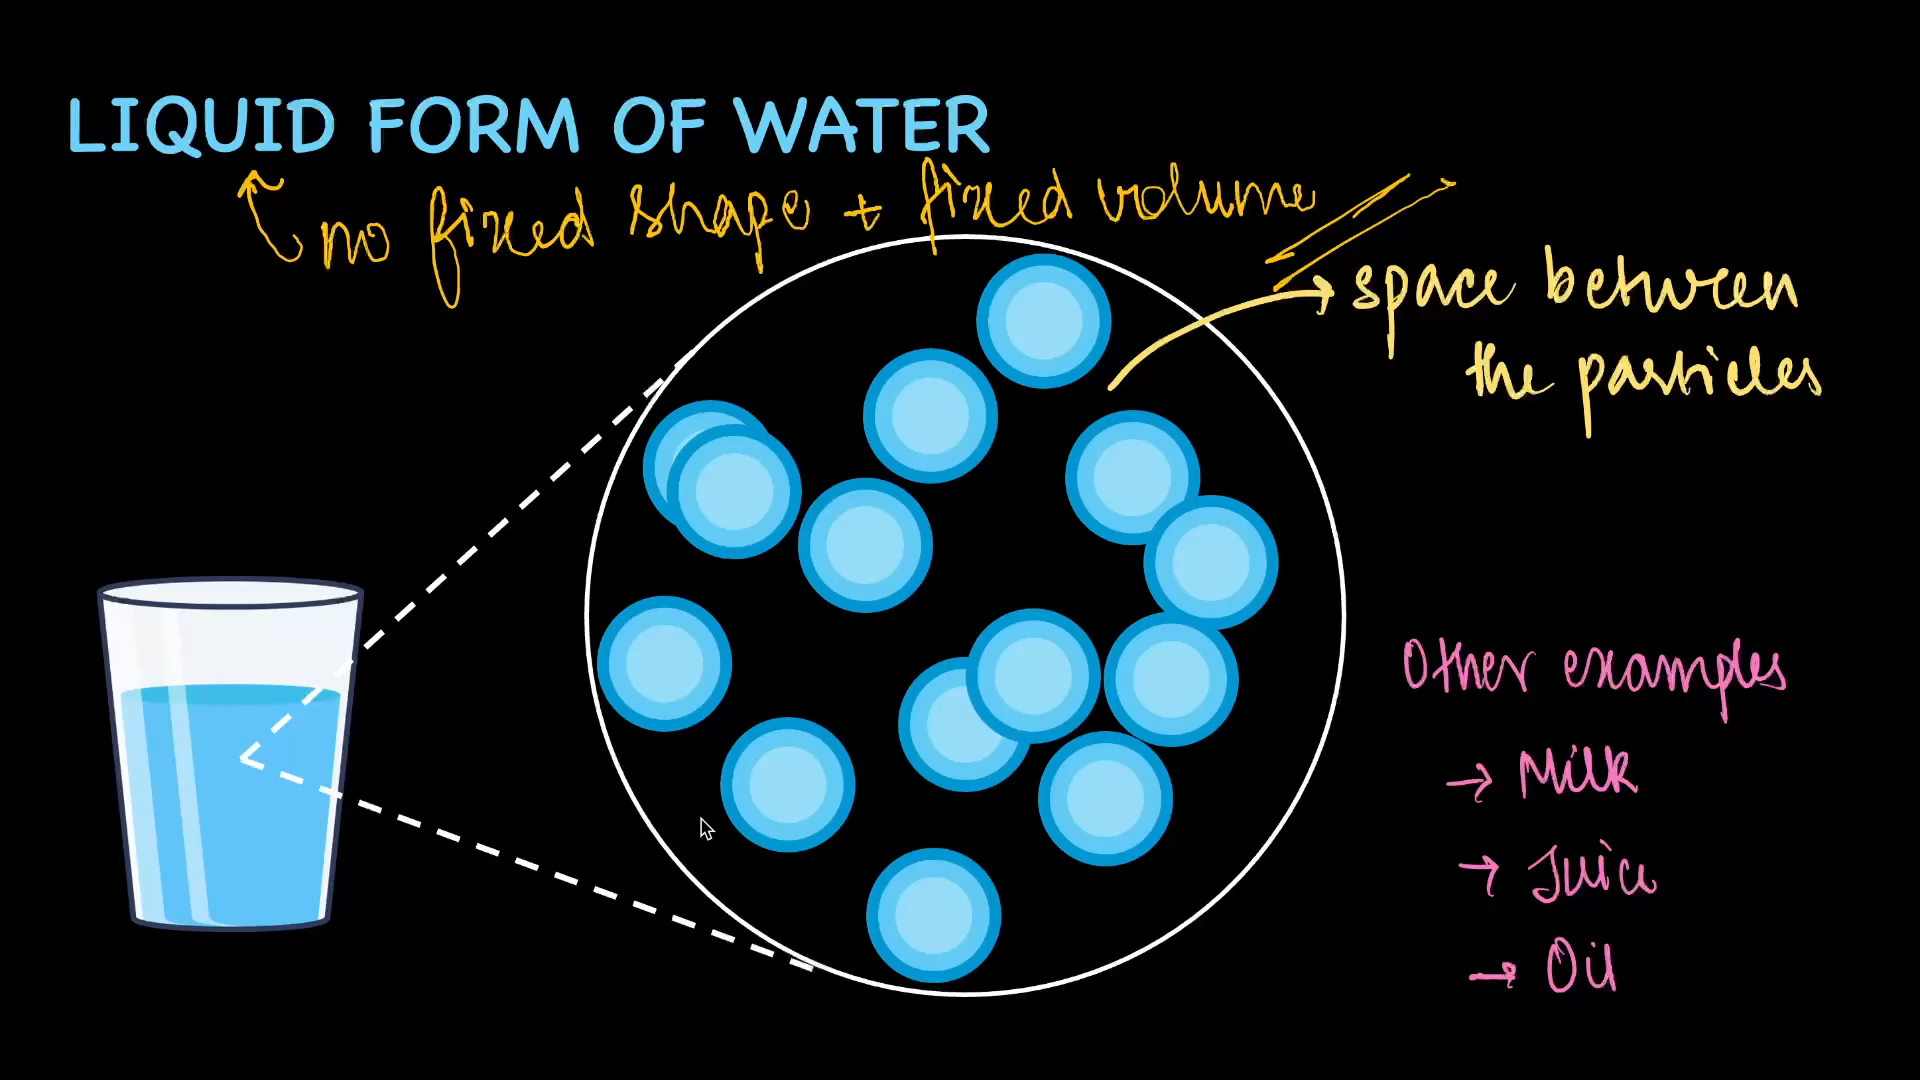 LIQUID FORM OF WATER
no fixed shape + fixed volume
→ space between
the particles
Other examples
→ Milk
→ Juice
→ Oil